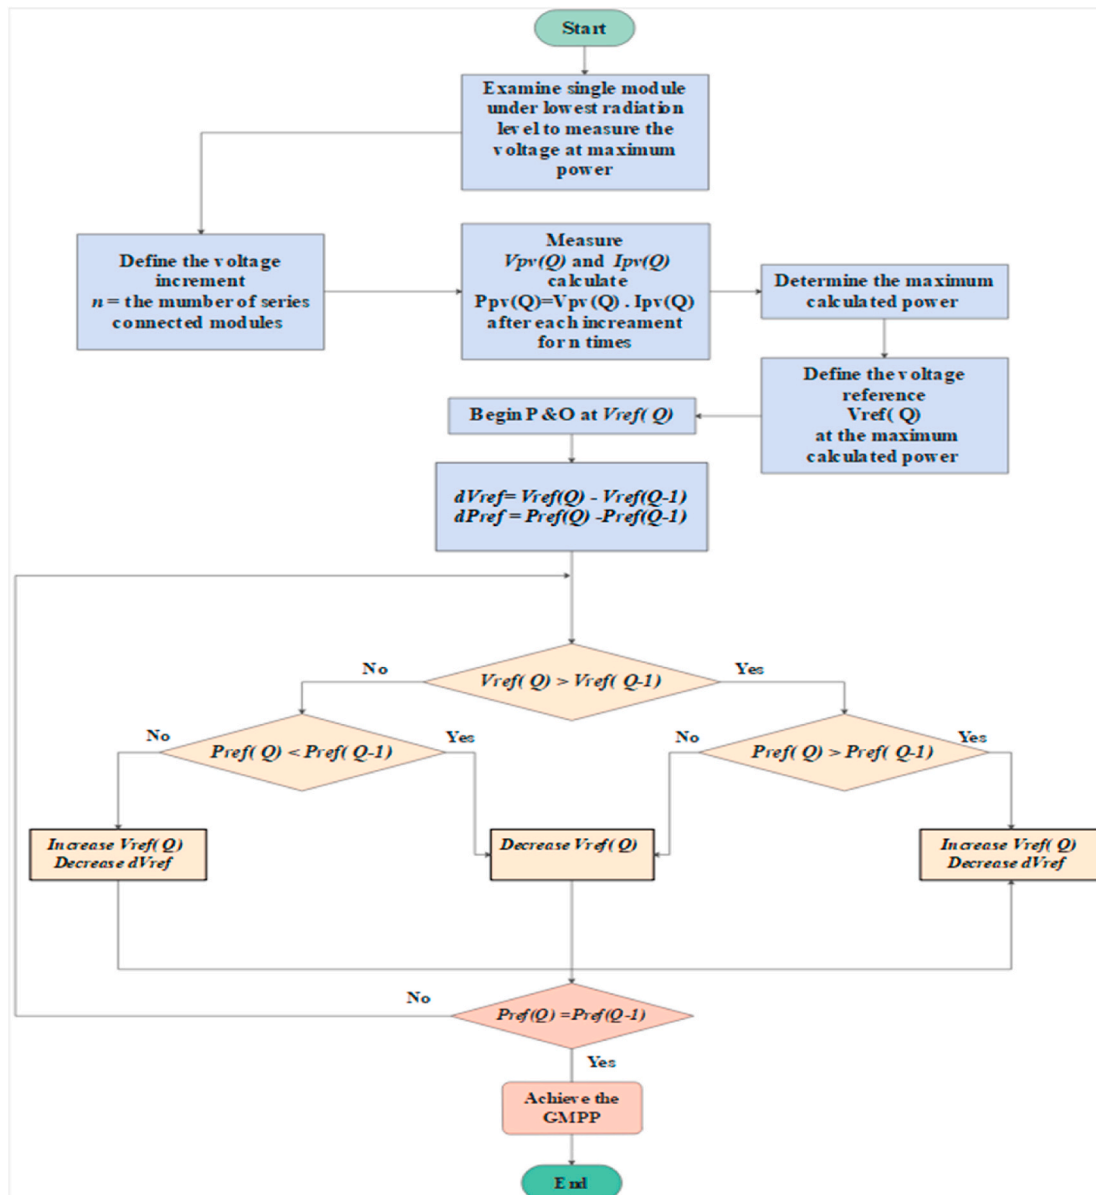 Start
Examine single module
under lowest radiation
level to measure the
voltage at maximum
power
Define the voltage
increment
n = the mumber of series
connected modules
Measure
Vpv(Q) and Ipv(Q)
calculate
Ppv(Q)=Vpv(Q) . Ipv(Q)
after each increament
for n times
Determine the maximum
calculated power
Define the voltage
reference
Vref( Q)
at the maximum
calculated power
Begin P &O at Vref( Q)
dVref= Vref(Q) - Vref(Q-1)
dPref = Pref(Q) -Pref(Q-1)
Vref( Q) > Vref( Q-1)
No
Yes
Pref( Q) < Pref( Q-1)
No
Yes
Pref( Q) > Pref( Q-1)
No
Yes
Increase Vref( Q)
Decrease dVref
Decrease Vref( Q)
Increase Vref( Q)
Decrease dVref
Pref(Q) =Pref(Q-1)
No
Yes
Achieve the
GMPP
End